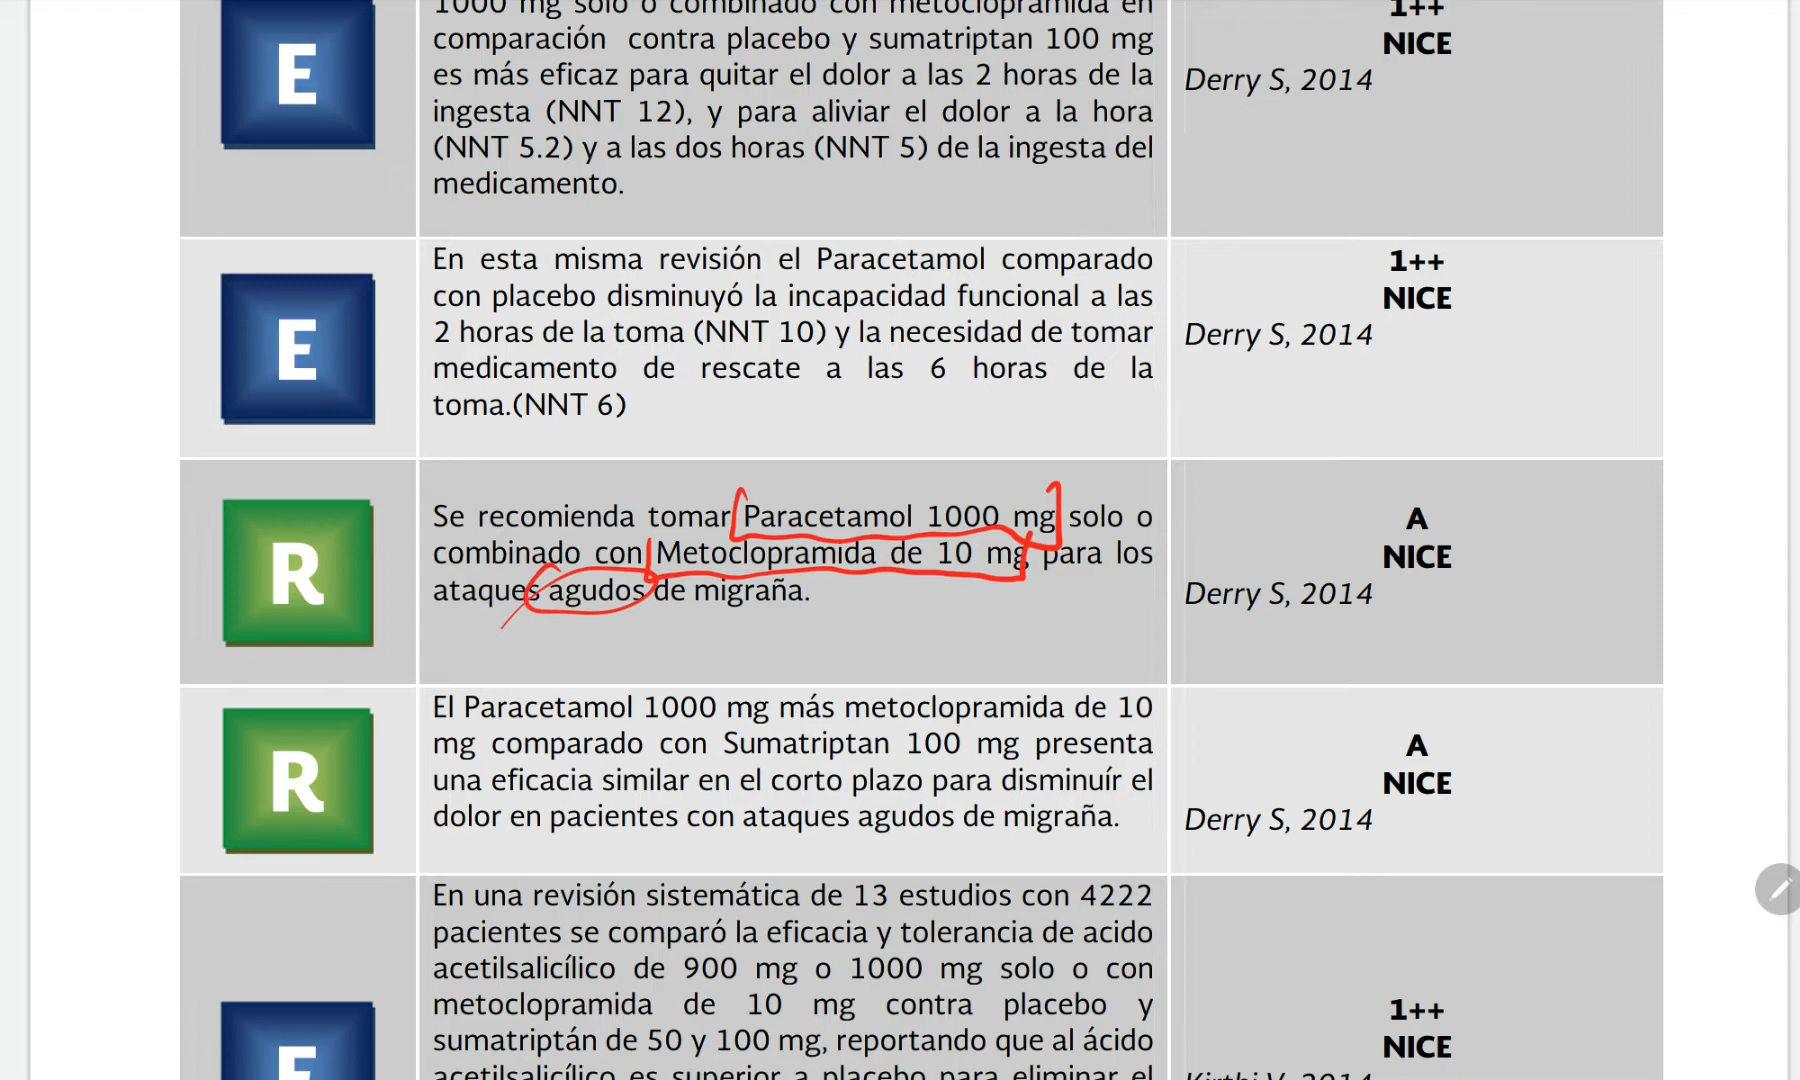 1000 mg solo o combinado con metoclopramida en
comparación contra placebo y sumatriptan 100 mg
es más eficaz para quitar el dolor a las 2 horas de la
ingesta (NNT 12), y para aliviar el dolor a la hora
(NNT 5.2) y a las dos horas (NNT 5) de la ingesta del
medicamento.
E
1++
NICE
Derry S, 2014
E
En esta misma revisión el Paracetamol comparado
con placebo disminuyó la incapacidad funcional a las
2 horas de la toma (NNT 10) y la necesidad de tomar
medicamento de rescate a las 6 horas de la
toma.(NNT 6)
1++
NICE
Derry S, 2014
R
Se recomienda tomar Paracetamol 1000 mg solo o
combinado con Metoclopramida de 10 mg para los
ataques agudos de migraña.
A
NICE
Derry S, 2014
R
El Paracetamol 1000 mg más metoclopramida de 10
mg comparado con Sumatriptan 100 mg presenta
una eficacia similar en el corto plazo para disminuír el
dolor en pacientes con ataques agudos de migraña.
A
NICE
Derry S, 2014
E
En una revisión sistemática de 13 estudios con 4222
pacientes se comparó la eficacia y tolerancia de acido
acetilsalicílico de 900 mg o 1000 mg solo o con
metoclopramida de 10 mg contra placebo y
sumatriptán de 50 y 100 mg, reportando que al ácido
acetilsalicílico es superior a placebo para eliminar el
1++
NICE
Kirthi V, 2014